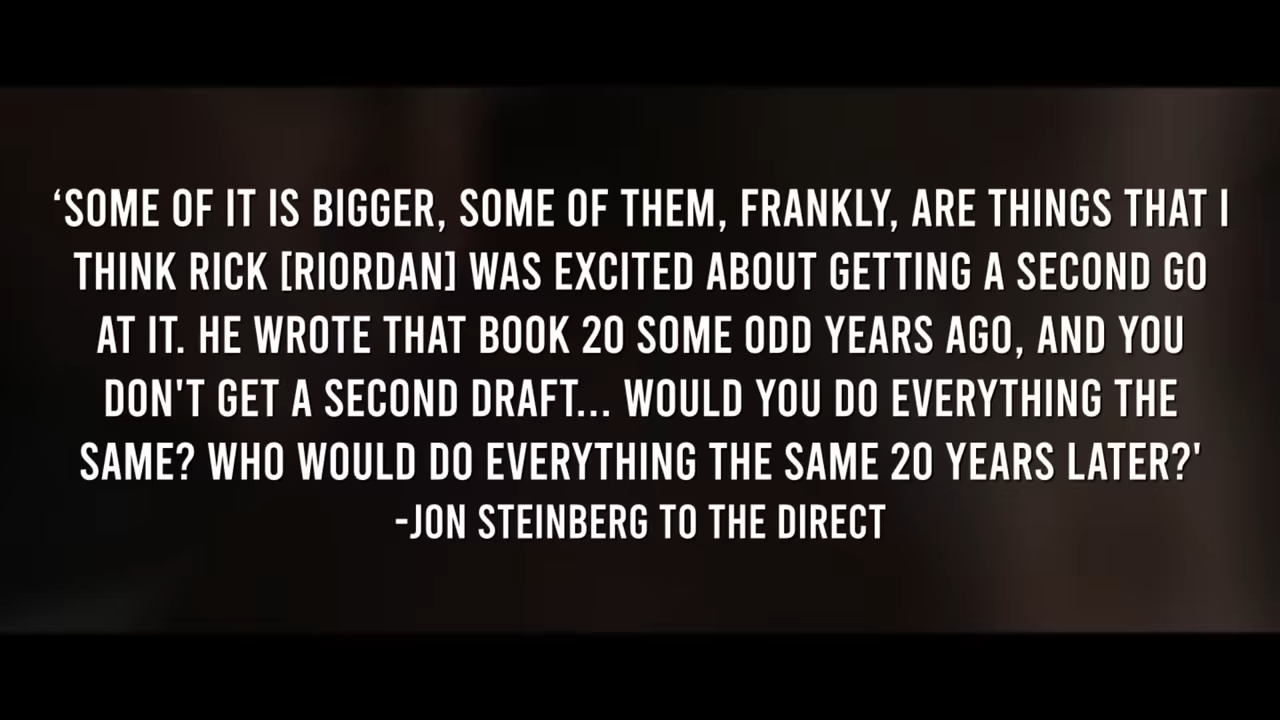 ‘SOME OF IT IS BIGGER, SOME OF THEM, FRANKLY, ARE THINGS THAT I
THINK RICK [RIORDAN] WAS EXCITED ABOUT GETTING A SECOND GO
AT IT. HE WROTE THAT BOOK 20 SOME ODD YEARS AGO, AND YOU
DON'T GET A SECOND DRAFT... WOULD YOU DO EVERYTHING THE
SAME? WHO WOULD DO EVERYTHING THE SAME 20 YEARS LATER?'
-JON STEINBERG TO THE DIRECT